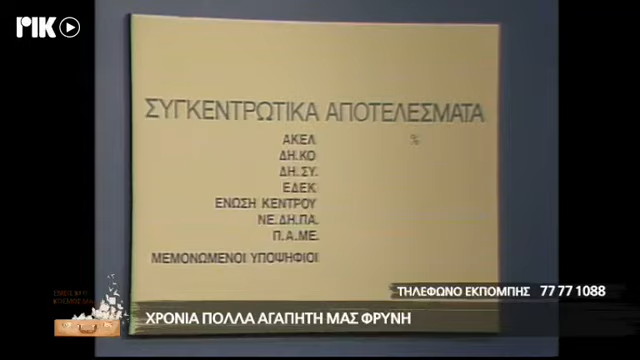 ΡΙΚ
ΣΥΓΚΕΝΤΡΩΤΙΚΑ ΑΠΟΤΕΛΕΣΜΑΤΑ
ΑΚΕΛ %
ΔΗ.ΚΟ
ΔΗ.ΣΥ.
ΕΔΕΚ
ΕΝΩΣΗ ΚΕΝΤΡΟΥ
ΝΕ.ΔΗ.ΠΑ.
Π.Α.ΜΕ.
ΜΕΜΟΝΩΜΕΝΟΙ ΥΠΟΨΗΦΙΟΙ
ΤΗΛΕΦΩΝΟ ΕΚΠΟΜΠΗΣ 77 77 1088
ΧΡΟΝΙΑ ΠΟΛΛΑ ΑΓΑΠΗΤΗ ΜΑΣ ΦΡΥΝΗ